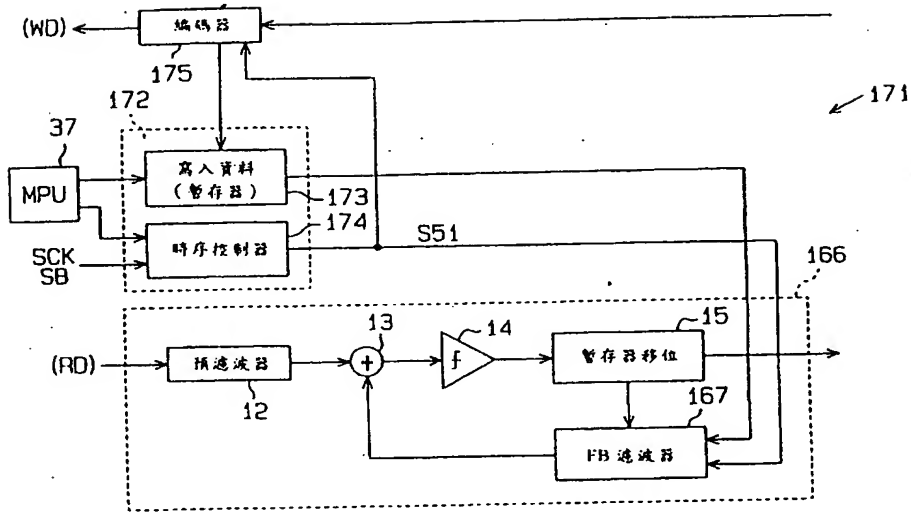 (WD)
編碼器
175
172
171
37
MPU
寫入資料
(暫存器)
173
174
時序控制器
S51
SCK
SB
166
13
14
15
(RD)
預濾波器
12
+
暫存器移位
167
FB濾波器